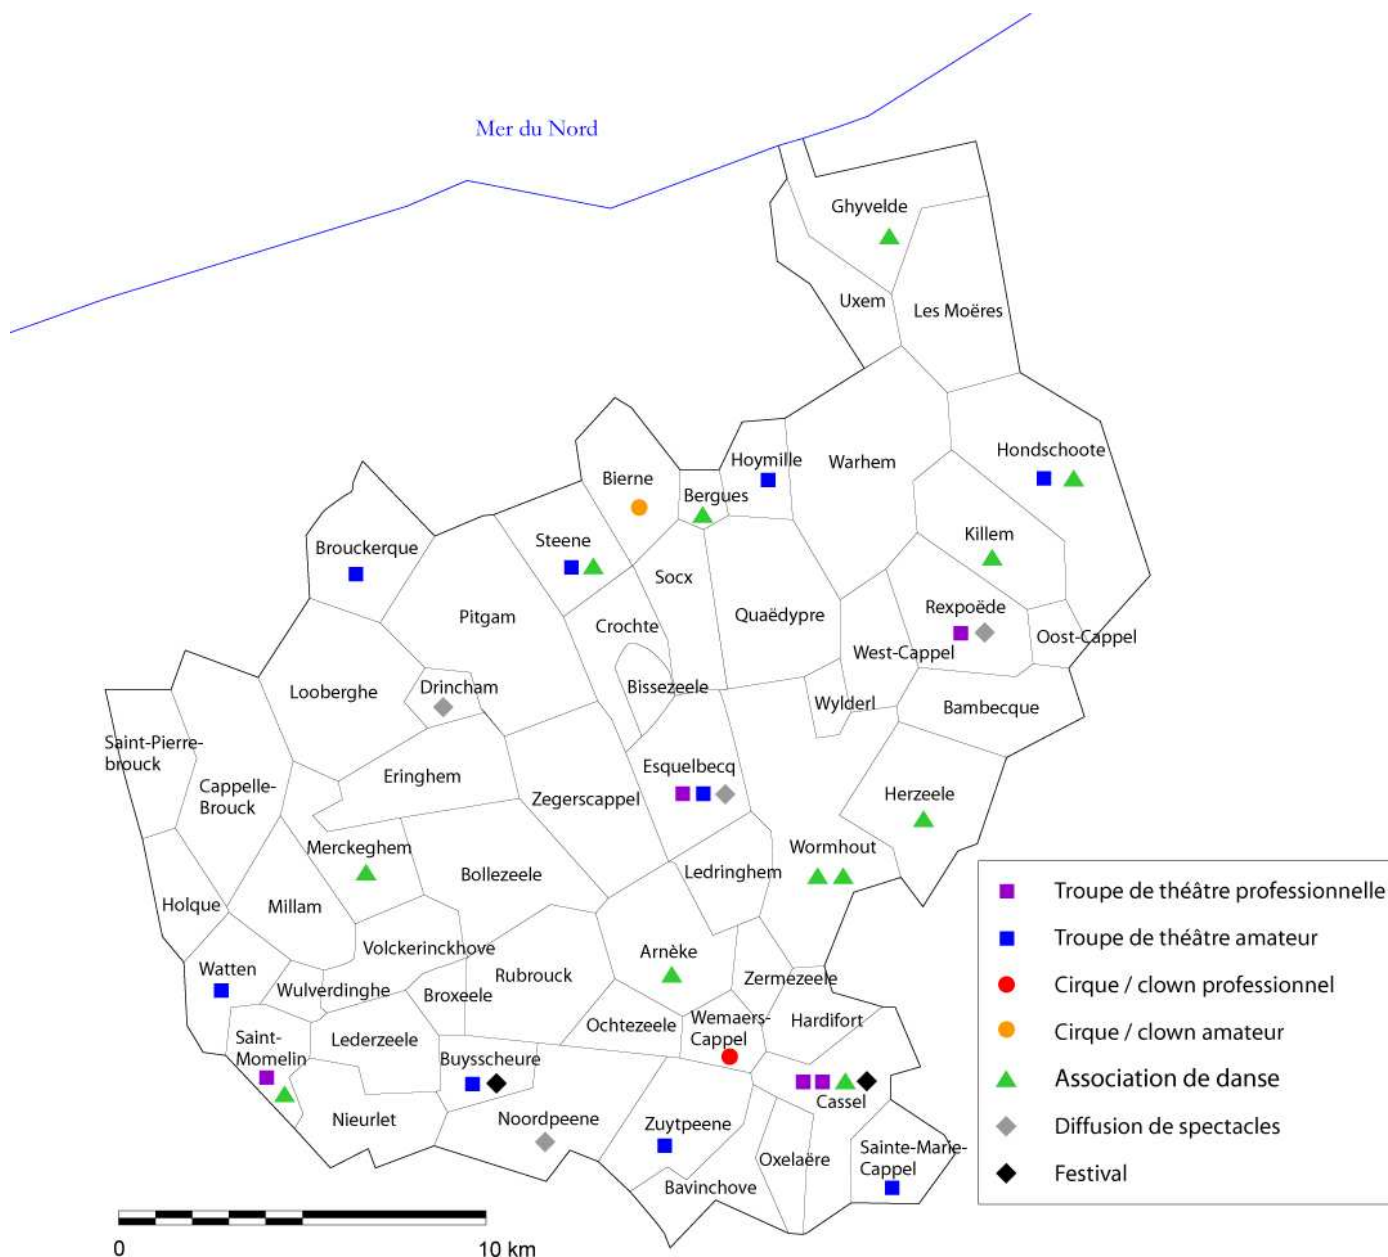 Mer du Nord
Ghyvelde
Uxem
Les Moëres
Hondschoote
Hoymille
Warhem
Bierne
Bergues
Killem
Brouckerque
Steene
Socx
Rexpoëde
Quaëdypre
Pitgam
Crochte
Oost-Cappel
West-Cappel
Looberghe
Drincham
Bissezeele
Wylderl
Bambecque
Saint-Pierre-
brouck
Cappelle-
Brouck
Eringhem
Esquelbecq
Zegerscappel
Herzeele
Merckeghem
Wormhout
Bollezeele
Ledringhem
Holque
Millam
Volckerinckhove
Arnèke
Watten
Wulverdinghe
Broxeele
Rubrouck
Zermezeele
Ochtezeele
Wemaers-
Cappel
Hardifort
Saint-
Momelin
Lederzeele
Buysscheure
Cassel
Nieurlet
Noordpeene
Zuytpeene
Oxelaëre
Sainte-Marie-
Cappel
Bavinchove
Troupe de théâtre professionnelle
Troupe de théâtre amateur
Cirque / clown professionnel
Cirque / clown amateur
Association de danse
Diffusion de spectacles
Festival
0 10 km